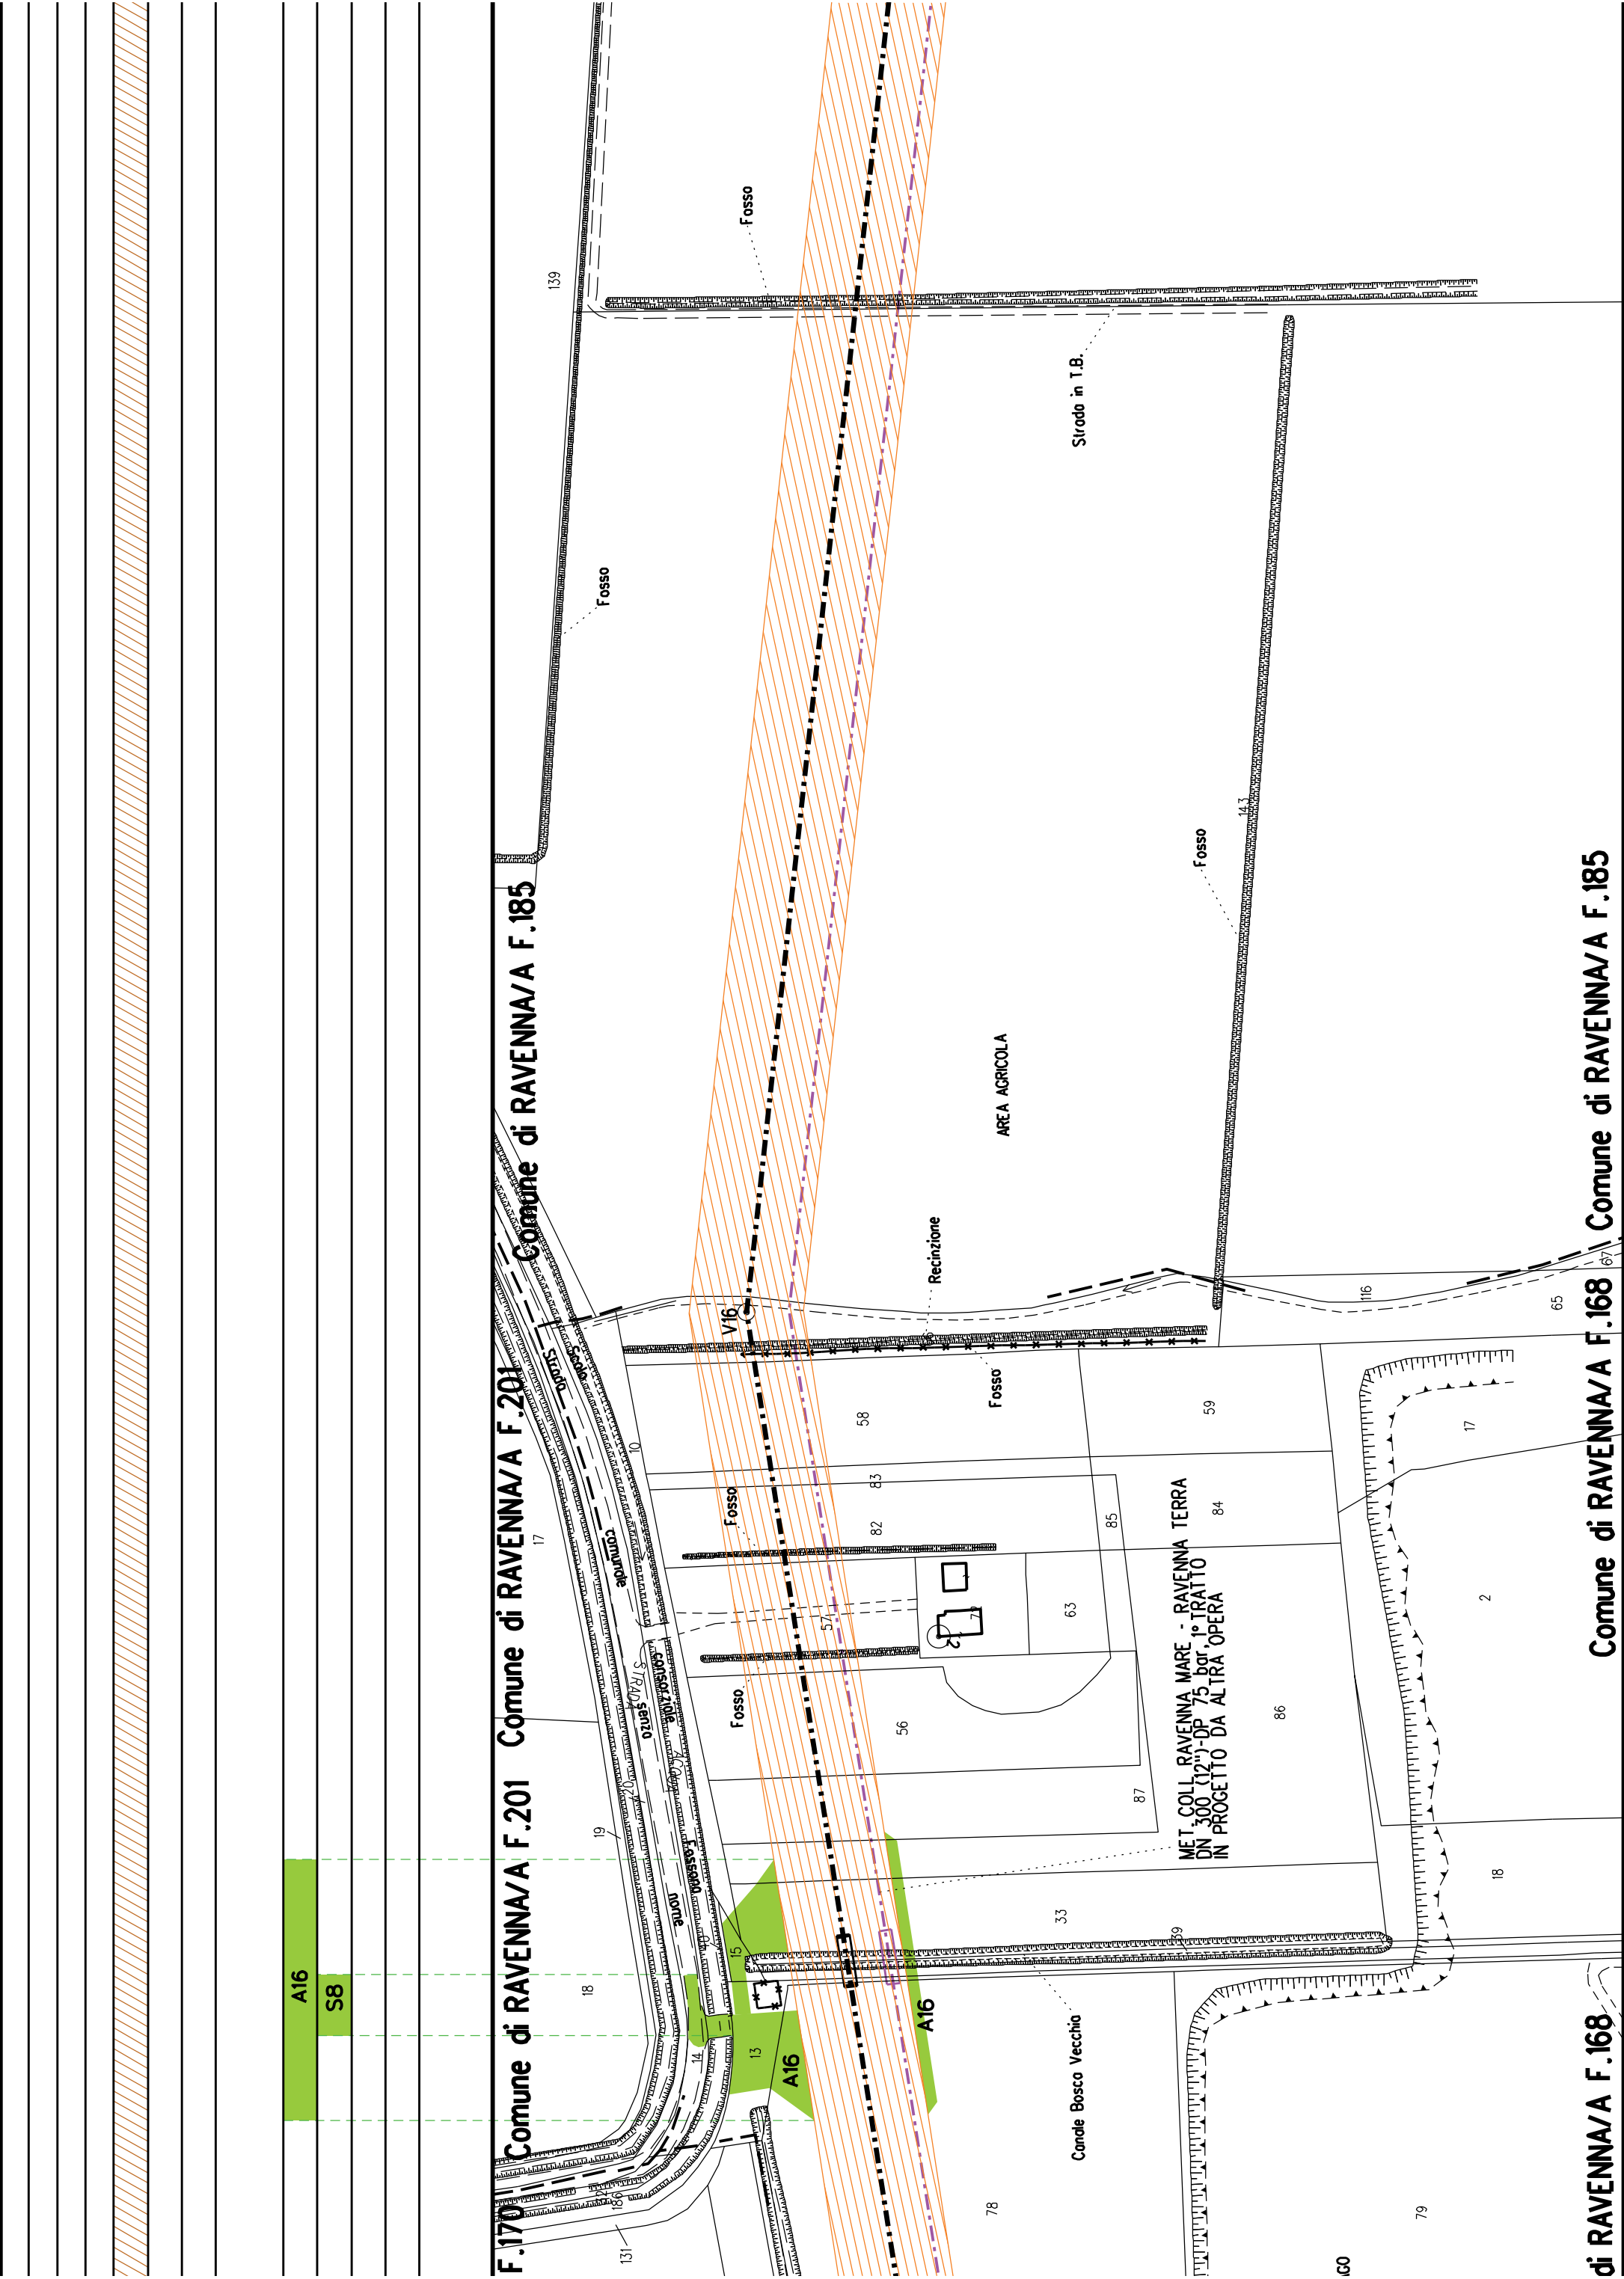 A16
S8
F.170
Comune di RAVENNA/A F.201
Comune di RAVENNA/A F.201
Comune di RAVENNA/A F.185
139
Fosso
Fosso
Strada in T.B.
143
Fosso
AREA AGRICOLA
Recinzione
V16
Strada
Scolo
comunale
consorziale
STRADA
senza
nome
Fossona
ACQUA
10
17
19
18
15
14
13
131
186
A16
A16
Fosso
Fosso
Fosso
58
59
83
82
85
84
57
63
56
86
87
33
39
116
65
67
17
2
18
78
79
MET. COLL. RAVENNA MARE - RAVENNA TERRA
DN 300 (12")-DP 75 bar, 1° TRATTO
IN PROGETTO DA ALTRA OPERA
Canale Bosco Vecchio
Comune di RAVENNA/A F.185
Comune di RAVENNA/A F.168
di RAVENNA/A F.168